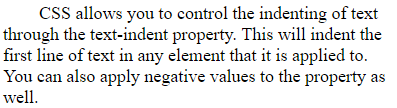 CSS allows you to control the indenting of text
through the text-indent property. This will indent the
first line of text in any element that it is applied to.
You can also apply negative values to the property as
well.